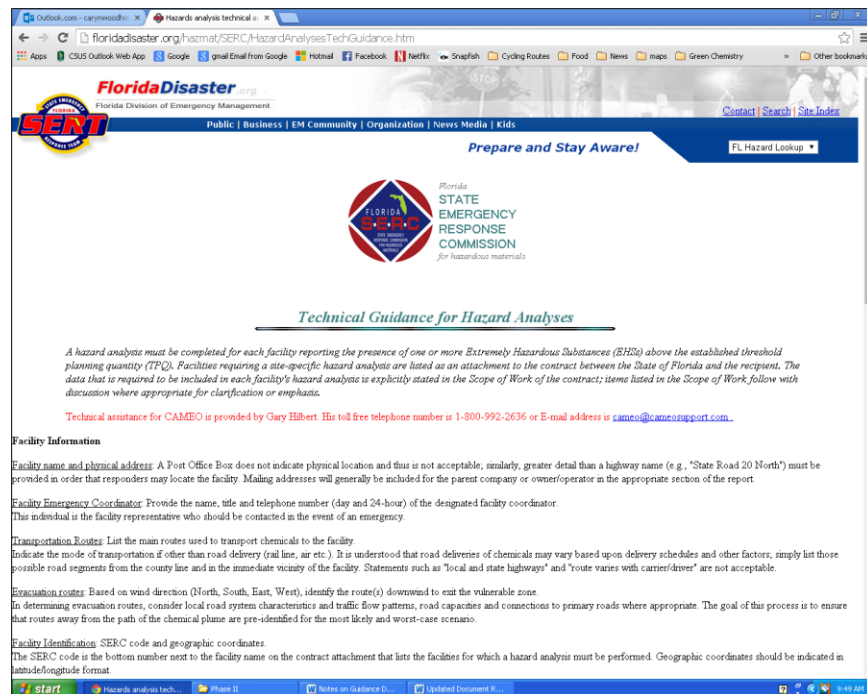 Outlook.com - carynwoodho
Hazards analysis technical a
floridadisaster.org/hazmat/SERC/HazardAnalysesTechGuidance.htm
Apps CSUS Outlook Web App Google gmail Email from Google Hotmail Facebook Netflix Snapfish Cycling Routes Food News maps Green Chemistry » Other bookmarks
FloridaDisaster.org
Florida Division of Emergency Management
SERT
Contact | Search | Site Index
Public | Business | EM Community | Organization | News Media | Kids
Prepare and Stay Aware!
FL Hazard Lookup
FLORIDA
S.E.R.C
Florida
STATE
EMERGENCY
RESPONSE
COMMISSION
for hazardous materials
Technical Guidance for Hazard Analyses
A hazard analysis must be completed for each facility reporting the presence of one or more Extremely Hazardous Substances (EHSs) above the established threshold
planning quantity (TPQ). Facilities requiring a site-specific hazard analysis are listed as an attachment to the contract between the State of Florida and the recipient. The
data that is required to be included in each facility's hazard analysis is explicitly stated in the Scope of Work of the contract; items listed in the Scope of Work follow with
discussion where appropriate for clarification or emphasis.
Technical assistance for CAMEO is provided by Gary Hilbert. His toll free telephone number is 1-800-992-2636 or E-mail address is cameo@cameosupport.com .
Facility Information
Facility name and physical address: A Post Office Box does not indicate physical location and thus is not acceptable; similarly, greater detail than a highway name (e.g., "State Road 20 North") must be
provided in order that responders may locate the facility. Mailing addresses will generally be included for the parent company or owner/operator in the appropriate section of the report.
Facility Emergency Coordinator: Provide the name, title and telephone number (day and 24-hour) of the designated facility coordinator.
This individual is the facility representative who should be contacted in the event of an emergency.
Transportation Routes: List the main routes used to transport chemicals to the facility.
Indicate the mode of transportation if other than road delivery (rail line, air etc.). It is understood that road deliveries of chemicals may vary based upon delivery schedules and other factors; simply list those
possible road segments from the county line and in the immediate vicinity of the facility. Statements such as "local and state highways" and "route varies with carrier/driver" are not acceptable.
Evacuation routes: Based on wind direction (North, South, East, West), identify the route(s) downwind to exit the vulnerable zone.
In determining evacuation routes, consider local road system characteristics and traffic flow patterns, road capacities and connections to primary roads where appropriate. The goal of this process is to ensure
that routes away from the path of the chemical plume are pre-identified for the most likely and worst-case scenario.
Facility Identification: SERC code and geographic coordinates.
The SERC code is the bottom number next to the facility name on the contract attachment that lists the facilities for which a hazard analysis must be performed. Geographic coordinates should be indicated in
latitude/longitude format.
start
Hazards analysis tech...
Phase II
Notes on Guidance D...
Updated Document R...
9:49 AM